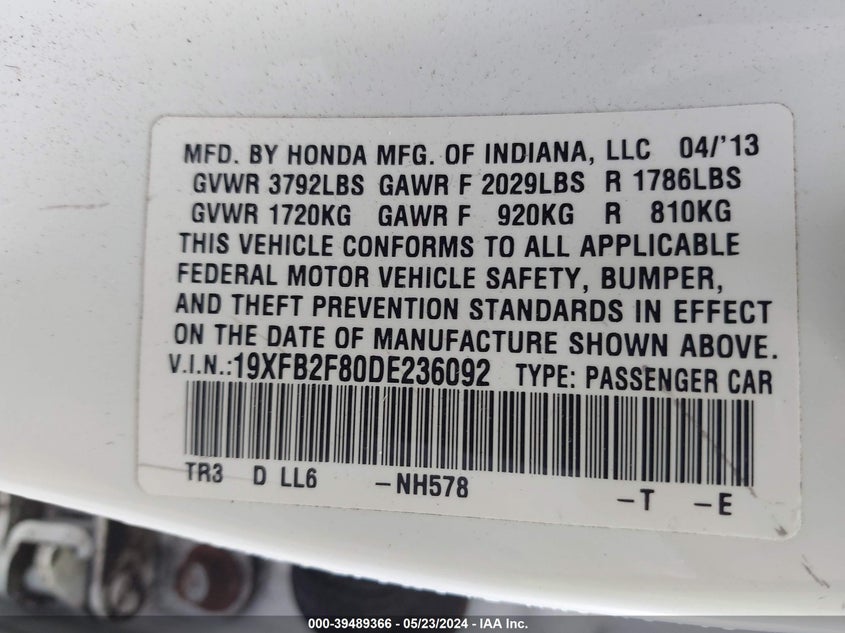 MFD. BY HONDA MFG. OF INDIANA, LLC 04/'13
GVWR 3792LBS GAWR F 2029LBS R 1786LBS
GVWR 1720KG GAWR F 920KG R 810KG
THIS VEHICLE CONFORMS TO ALL APPLICABLE
FEDERAL MOTOR VEHICLE SAFETY, BUMPER,
AND THEFT PREVENTION STANDARDS IN EFFECT
ON THE DATE OF MANUFACTURE SHOWN ABOVE.
V.I.N.:19XFB2F80DE236092 TYPE: PASSENGER CAR
TR3 D LL6 -NH578 -T -E
000-39489366 - 05/23/2024 - IAA Inc.